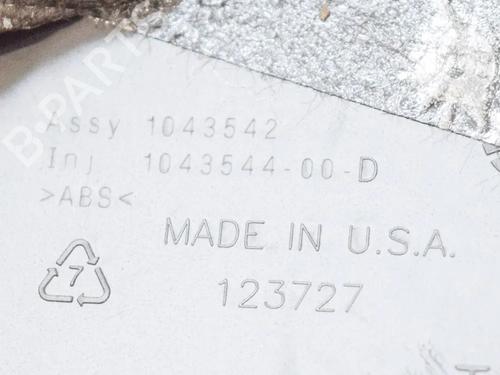 B-PARTS
Assy 1043542
Inj 1043544-00-D
>ABS<
MADE IN U.S.A.
7
123727